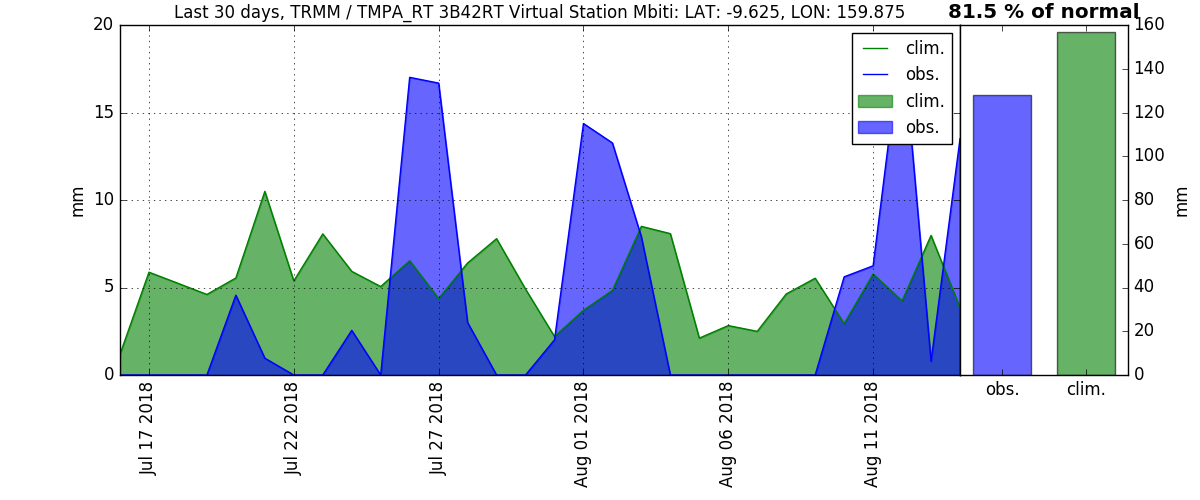 Last 30 days, TRMM / TMPA_RT 3B42RT Virtual Station Mbiti: LAT: -9.625, LON: 159.875
81.5 % of normal
20
15
10
5
0
mm
clim.
obs.
clim.
obs.
160
140
120
100
80
60
40
20
0
mm
Jul 17 2018
Jul 22 2018
Jul 27 2018
Aug 01 2018
Aug 06 2018
Aug 11 2018
obs.
clim.